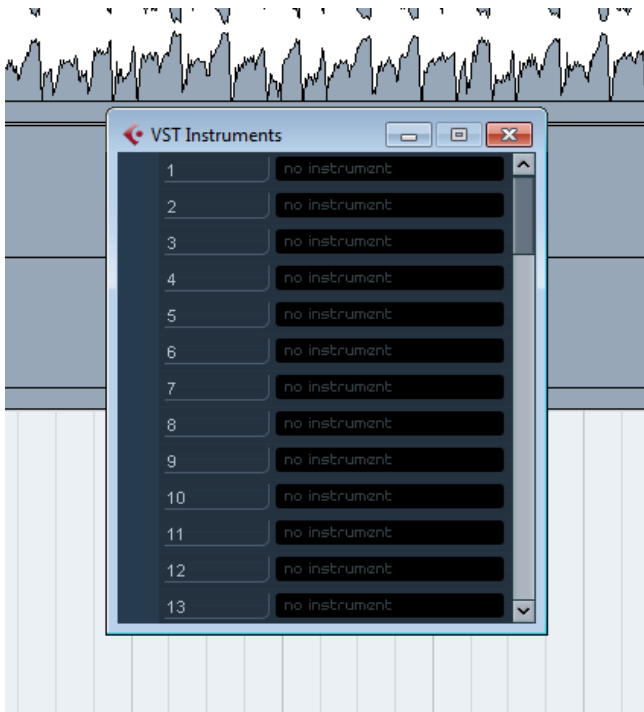 VST Instruments
1 no instrument
2 no instrument
3 no instrument
4 no instrument
5 no instrument
6 no instrument
7 no instrument
8 no instrument
9 no instrument
10 no instrument
11 no instrument
12 no instrument
13 no instrument